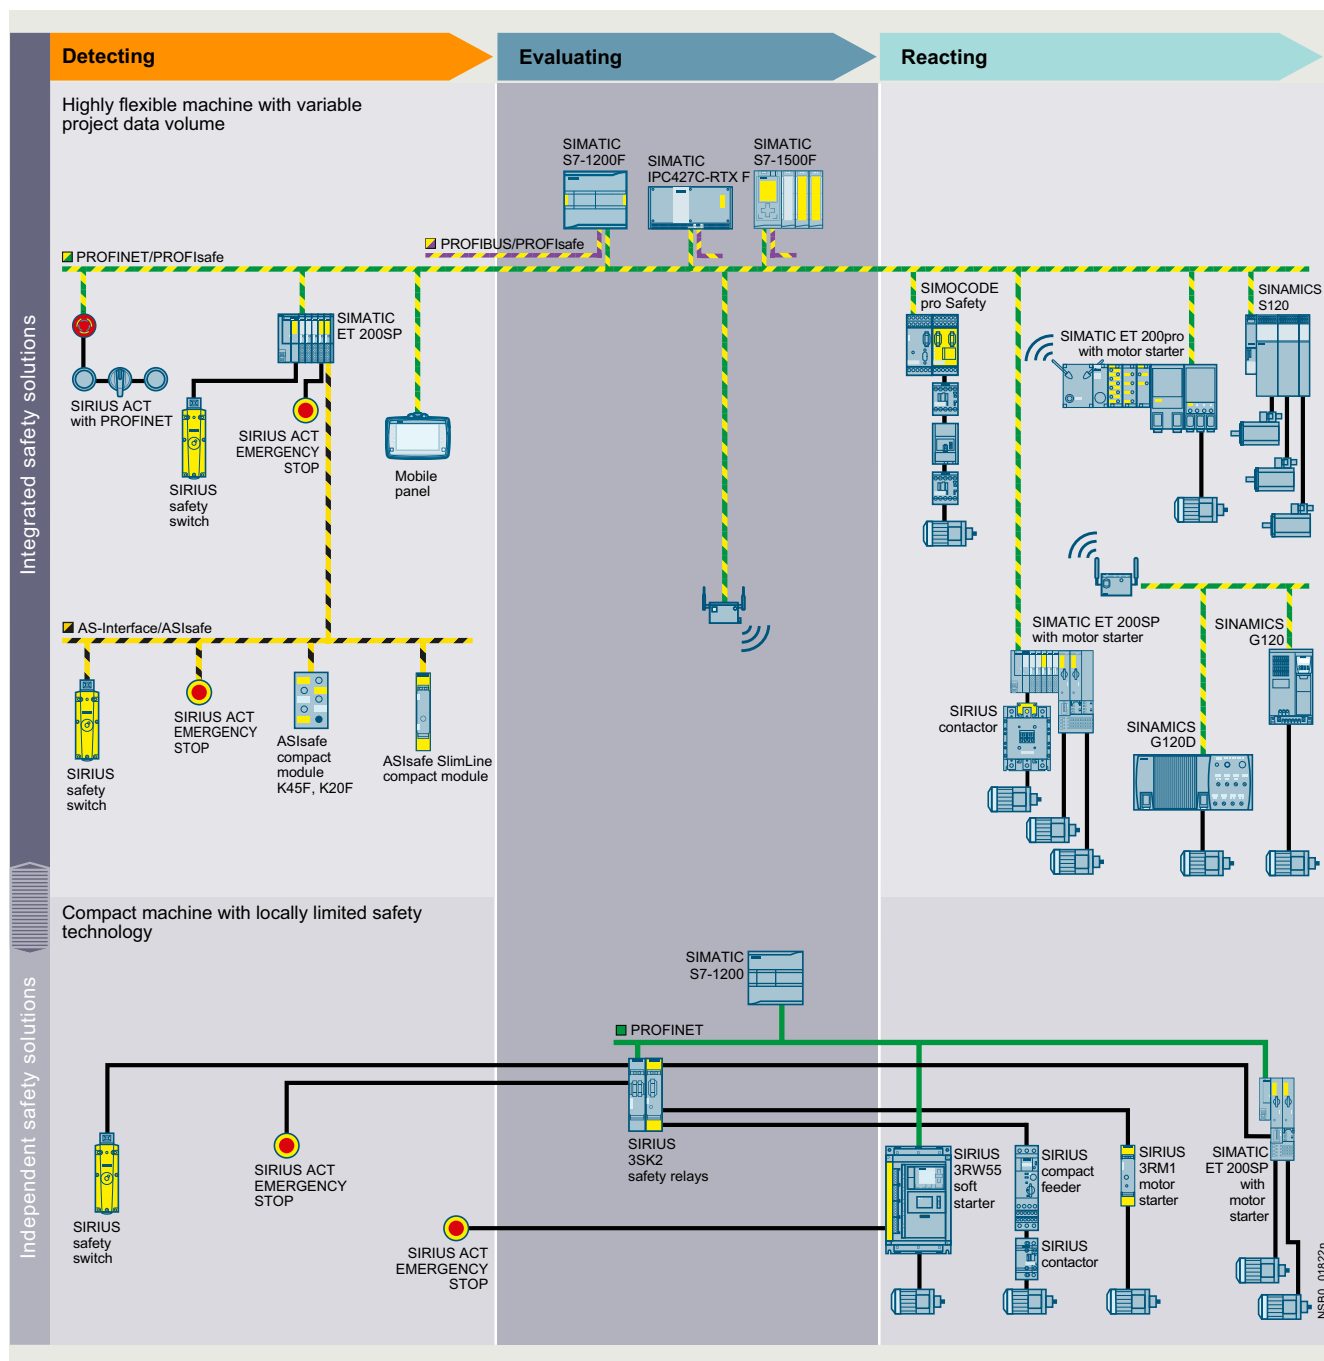 Detecting
Evaluating
Reacting
Integrated safety solutions
Highly flexible machine with variable
project data volume
SIMATIC
S7-1200F
SIMATIC
IPC427C-RTX F
SIMATIC
S7-1500F
PROFIBUS/PROFIsafe
PROFINET/PROFIsafe
SIRIUS ACT
with PROFINET
SIMATIC
ET 200SP
SIRIUS
safety
switch
SIRIUS ACT
EMERGENCY
STOP
Mobile
panel
SIMOCODE
pro Safety
SIMATIC ET 200pro
with motor starter
SINAMICS
S120
AS-Interface/ASIsafe
SIRIUS
safety
switch
SIRIUS ACT
EMERGENCY
STOP
ASIsafe
compact
module
K45F, K20F
ASIsafe SlimLine
compact module
SIMATIC ET 200SP
with motor starter
SIRIUS
contactor
SINAMICS
G120
SINAMICS
G120D
Independent safety solutions
Compact machine with locally limited safety
technology
SIMATIC
S7-1200
PROFINET
SIRIUS
safety
switch
SIRIUS ACT
EMERGENCY
STOP
SIRIUS ACT
EMERGENCY
STOP
SIRIUS
3SK2
safety relays
SIRIUS
3RW55
soft
starter
SIRIUS
compact
feeder
SIRIUS
contactor
SIRIUS
3RM1
motor
starter
SIMATIC
ET 200SP
with
motor
starter
NSB0_01822n